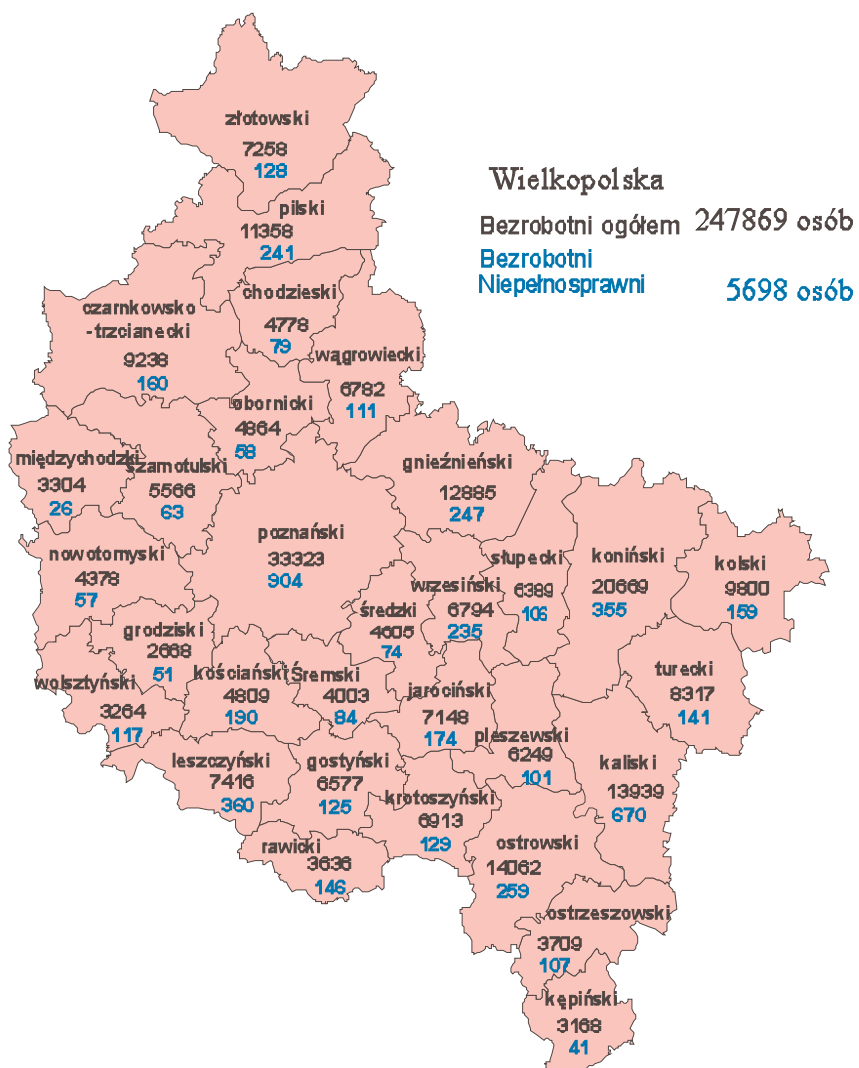 złotowski
7258
128
Wielkopolska
Bezrobotni ogółem 247869 osób
Bezrobotni
Niepełnosprawni 5698 osób
pilski
11358
241
chodzieski
4778
79
czarnkowsko
-trzcianecki
9238
160
wągrowiecki
6782
111
obornicki
4864
58
międzychodzki
3304
26
szamotulski
5566
63
gnieźnieński
12885
247
poznański
33323
904
nowotomyski
4378
57
słupecki
6389
106
koniński
20669
355
kolski
9800
159
wrzesiński
6794
235
średzki
4605
74
grodziski
2668
51
wolsztyński
3264
117
kościański
4809
190
Śremski
4003
84
jarociński
7148
174
turecki
8317
141
pleszewski
6249
101
kaliski
13939
670
leszczyński
7416
360
gostyński
6577
125
krotoszyński
6913
129
rawicki
3636
146
ostrowski
14062
259
ostrzeszowski
3709
107
kępiński
3168
41